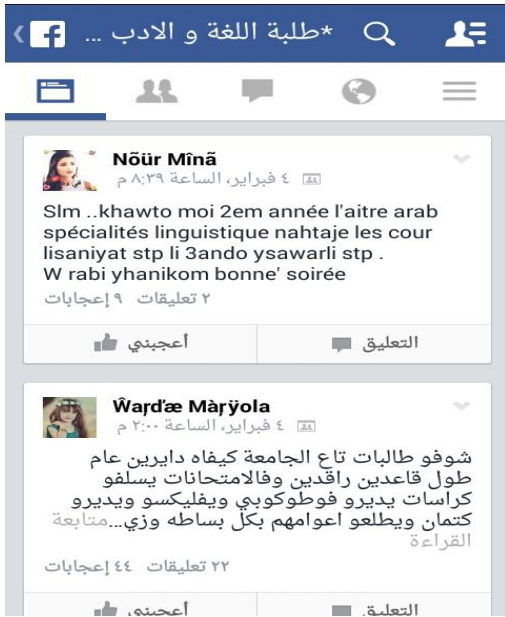 *طلبة اللغة و الادب ...
Nõür Mînã
٤ فبراير، الساعة ٨:٣٩ م
Slm ..khawto moi 2em année l'aitre arab
spécialités linguistique nahtaje les cour
lisaniyat stp li 3ando ysawarli stp .
W rabi yhanikom bonne' soirée
٢ تعليقات ٩ إعجابات
أعجبني
التعليق
Ŵaŗďæ Màŗÿola
٤ فبراير، الساعة ٢:٠٠ م
شوفو طالبات تاع الجامعة كيفاه دايرين عام
طول قاعدين راقدين وفالامتحانات يسلفو
كراسات يديرو فوطوكوبي ويفليكسو ويديرو
كتمان ويطلعو اعوامهم بكل بساطه وزي...متابعة
القراءة
٢٢ تعليقات ٤٤ إعجابات
أعجبني
التعليق